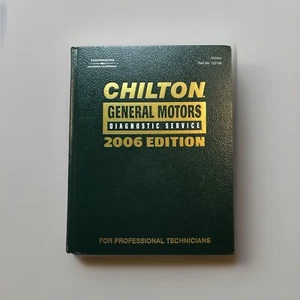 CHILTON
GENERAL MOTORS
DIAGNOSTIC SERVICE
2006 EDITION
FOR PROFESSIONAL TECHNICIANS